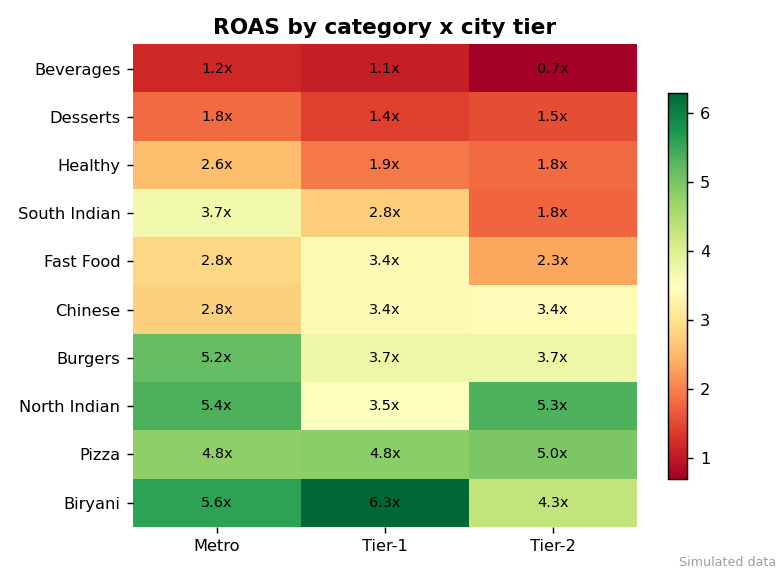 ROAS by category x city tier
Beverages 1.2x 1.1x 0.7x
Desserts 1.8x 1.4x 1.5x
Healthy 2.6x 1.9x 1.8x
South Indian 3.7x 2.8x 1.8x
Fast Food 2.8x 3.4x 2.3x
Chinese 2.8x 3.4x 3.4x
Burgers 5.2x 3.7x 3.7x
North Indian 5.4x 3.5x 5.3x
Pizza 4.8x 4.8x 5.0x
Biryani 5.6x 6.3x 4.3x
Metro Tier-1 Tier-2
6
5
4
3
2
1
Simulated data